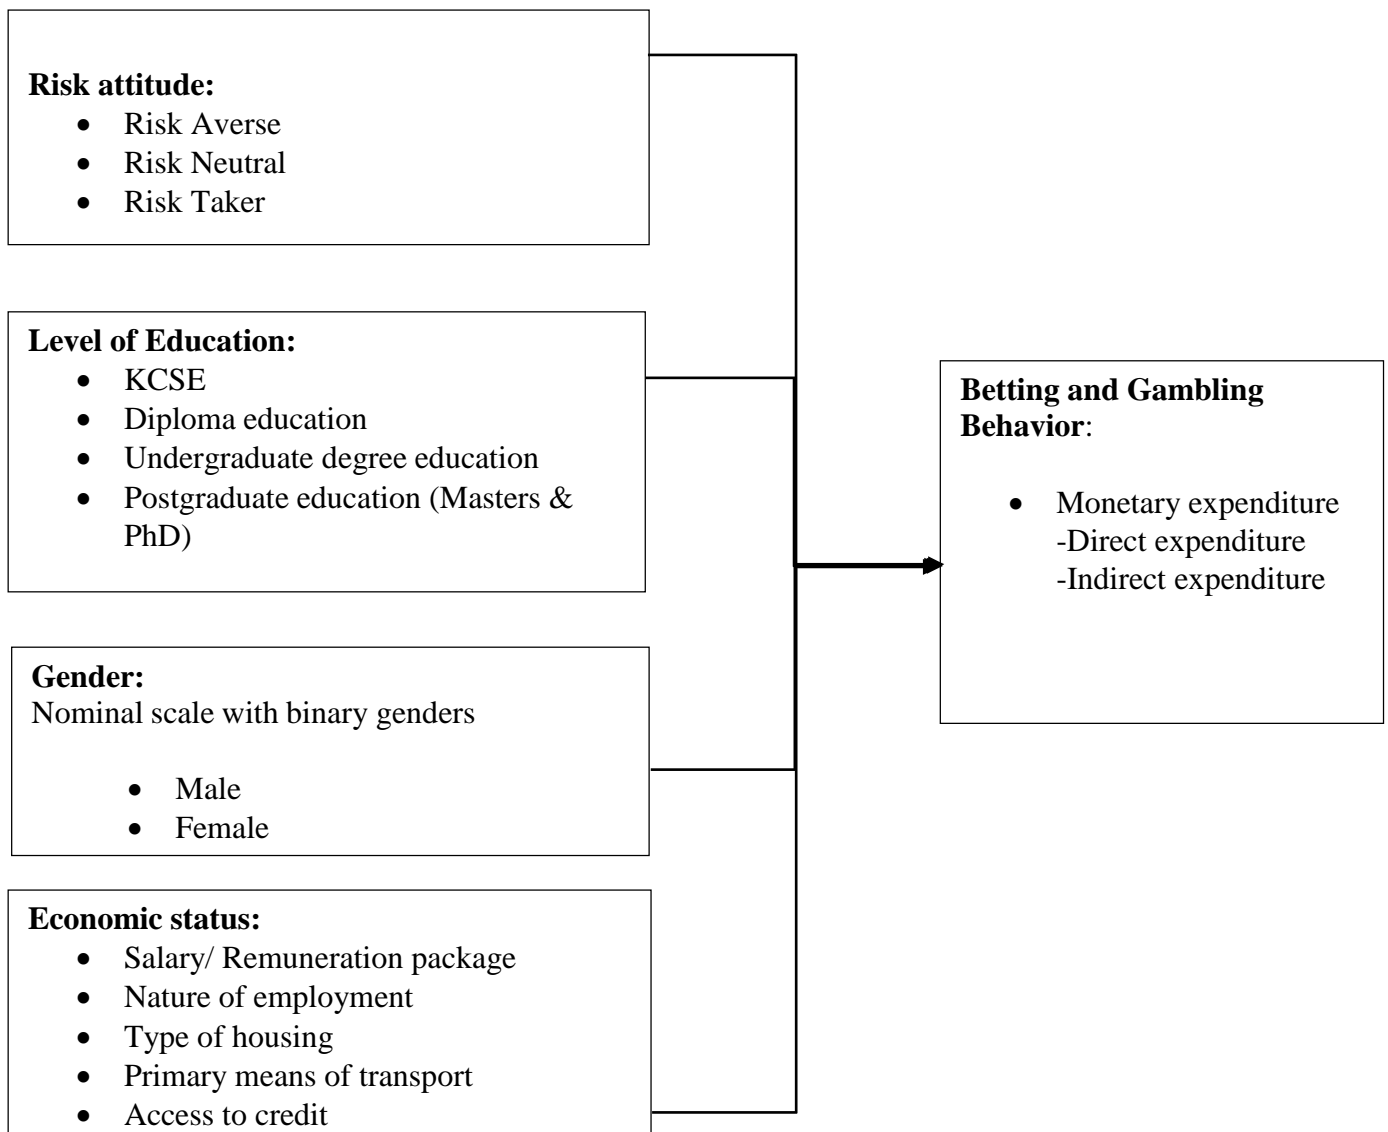 Risk attitude:
• Risk Averse
• Risk Neutral
• Risk Taker
Level of Education:
• KCSE
• Diploma education
• Undergraduate degree education
• Postgraduate education (Masters &
PhD)
Gender:
Nominal scale with binary genders
• Male
• Female
Economic status:
• Salary/ Remuneration package
• Nature of employment
• Type of housing
• Primary means of transport
• Access to credit
Betting and Gambling
Behavior:
• Monetary expenditure
-Direct expenditure
-Indirect expenditure